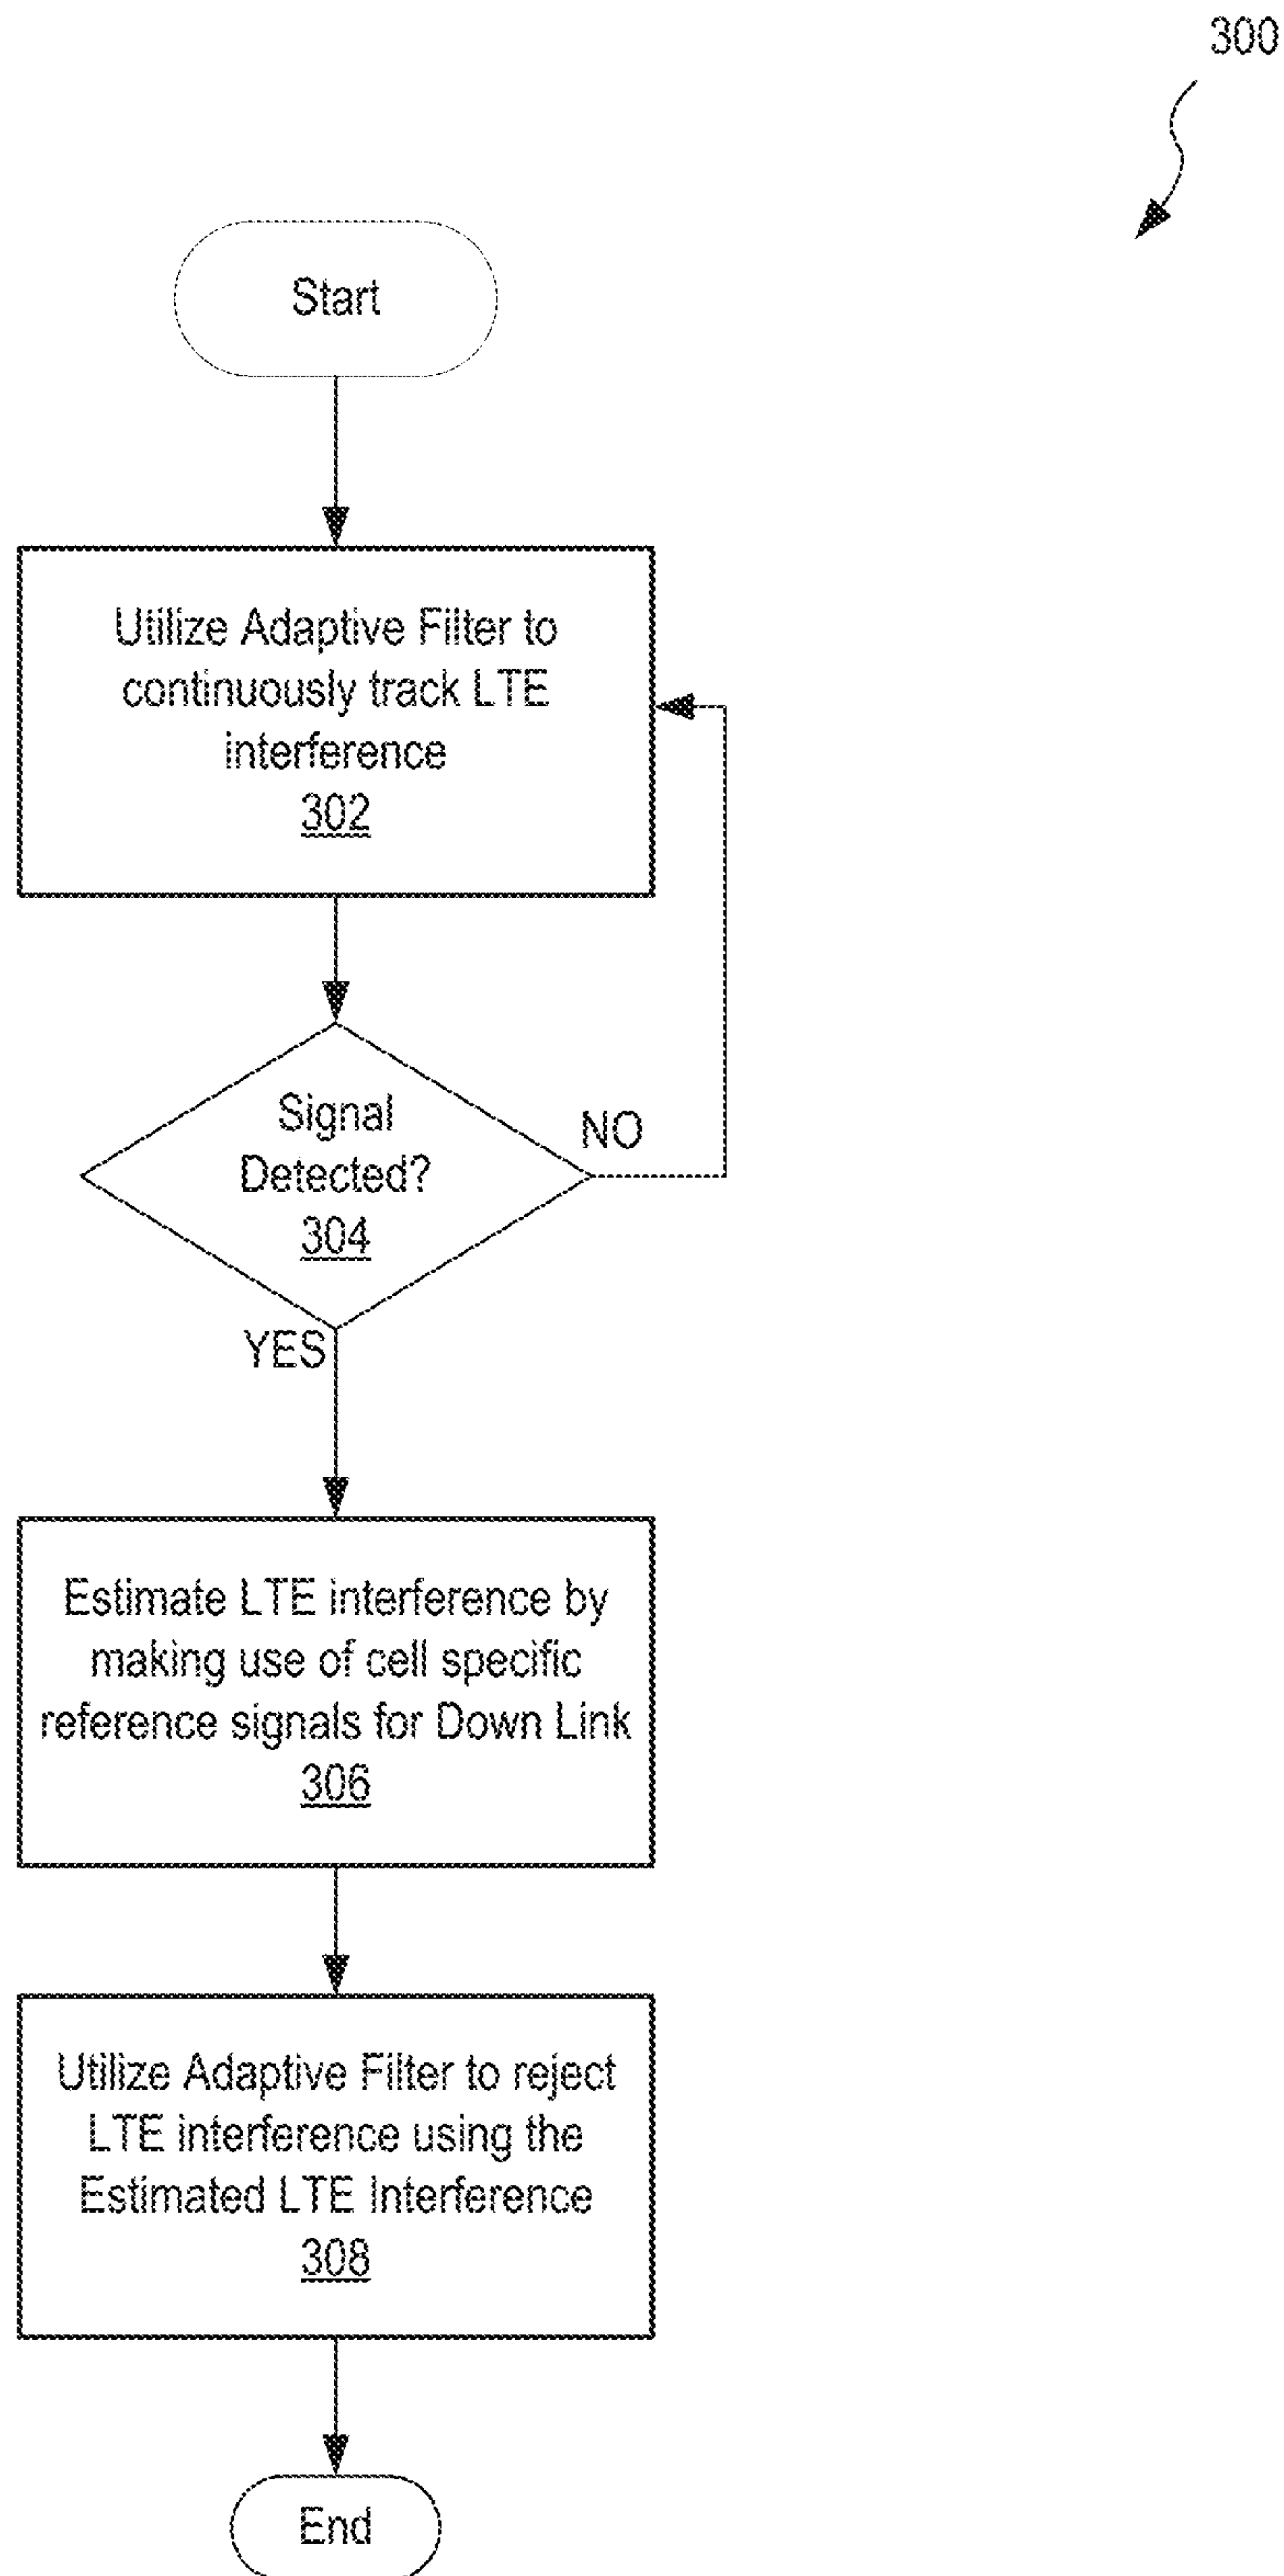 300
Start
Utilize Adaptive Filter to
continuously track LTE
interference
302
Signal
Detected?
304
NO
YES
Estimate LTE interference by
making use of cell specific
reference signals for Down Link
306
Utilize Adaptive Filter to reject
LTE interference using the
Estimated LTE Interference
308
End